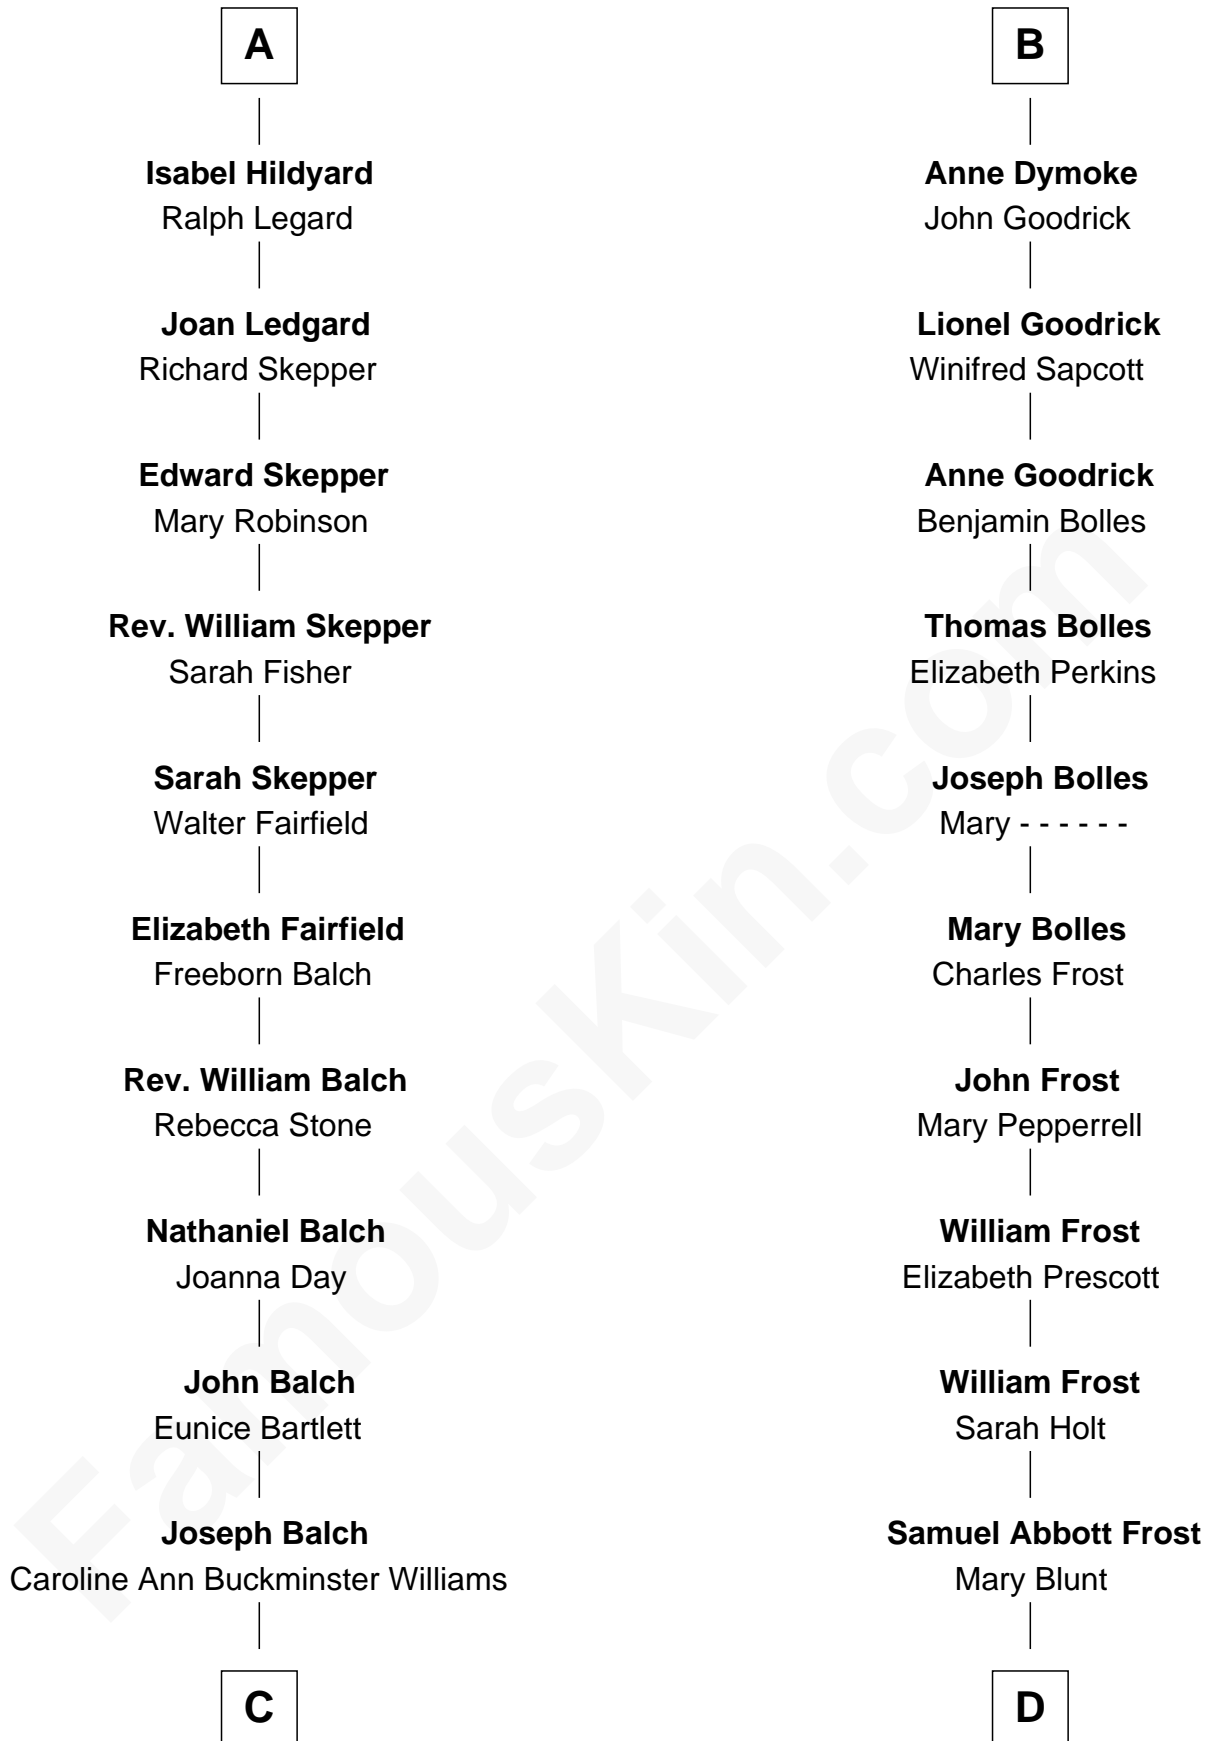 A
Isabel Hildyard
Ralph Legard
Joan Ledgard
Richard Skepper
Edward Skepper
Mary Robinson
Rev. William Skepper
Sarah Fisher
Sarah Skepper
Walter Fairfield
Elizabeth Fairfield
Freeborn Balch
Rev. William Balch
Rebecca Stone
Nathaniel Balch
Joanna Day
John Balch
Eunice Bartlett
Joseph Balch
Caroline Ann Buckminster Williams
C
B
Anne Dymoke
John Goodrick
Lionel Goodrick
Winifred Sapcott
Anne Goodrick
Benjamin Bolles
Thomas Bolles
Elizabeth Perkins
Joseph Bolles
Mary - - - - - -
Mary Bolles
Charles Frost
John Frost
Mary Pepperrell
William Frost
Elizabeth Prescott
William Frost
Sarah Holt
Samuel Abbott Frost
Mary Blunt
D
FamousKin.com